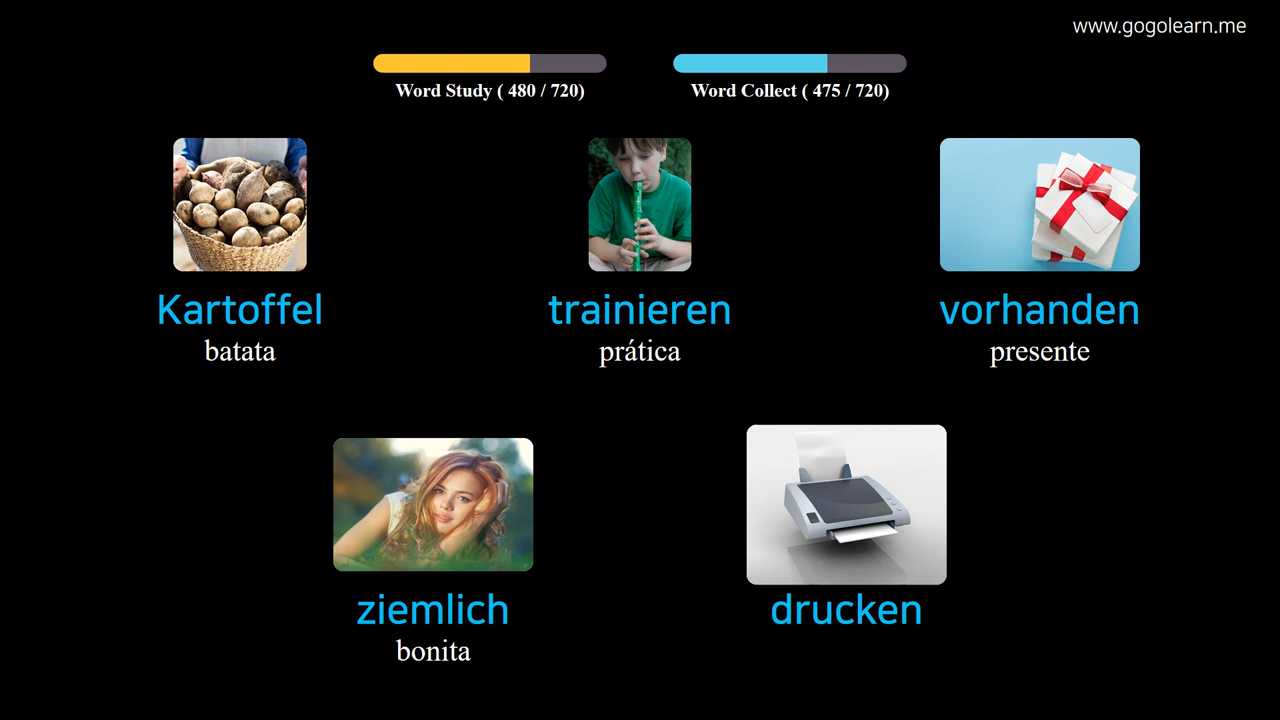 www.gogolearn.me
Word Study ( 480 / 720)
Word Collect ( 475 / 720)
Kartoffel
batata
trainieren
prática
vorhanden
presente
ziemlich
bonita
drucken